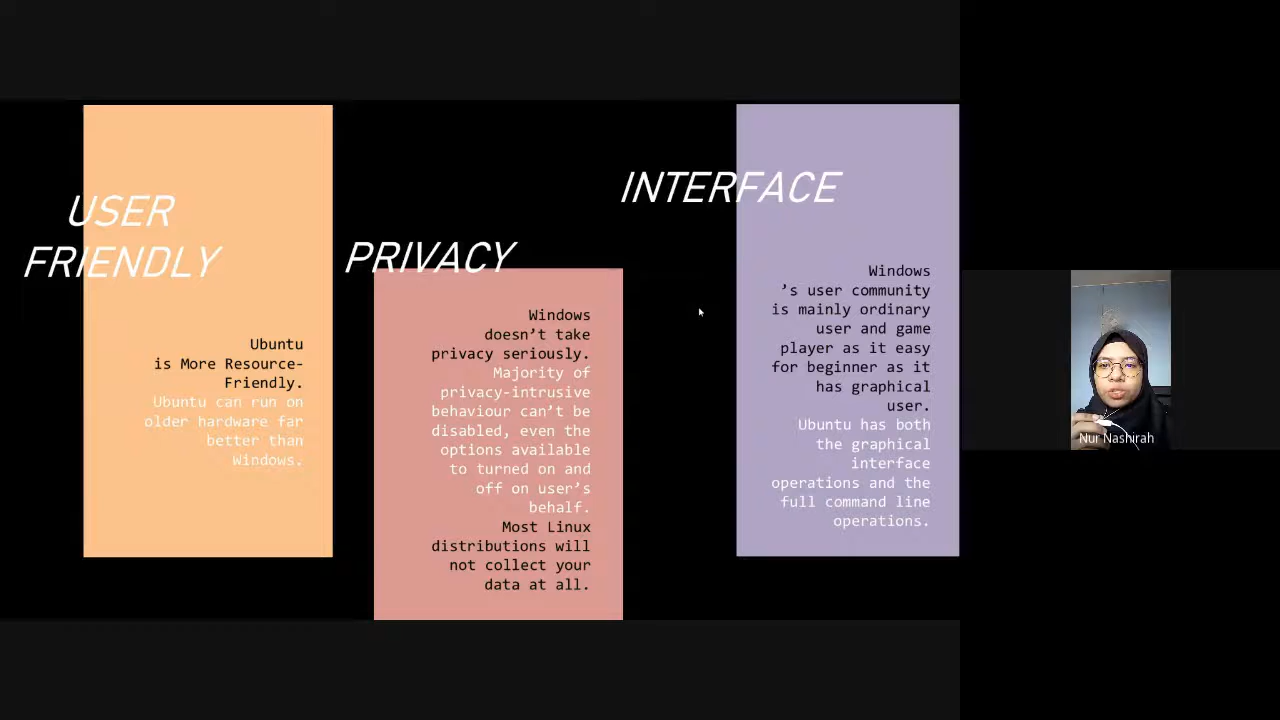 USER
FRIENDLY
Ubuntu
is More Resource-
Friendly.
Ubuntu can run on
older hardware far
better than
Windows.
PRIVACY
Windows
doesn’t take
privacy seriously.
Majority of
privacy-intrusive
behaviour can’t be
disabled, even the
options available
to turned on and
off on user’s
behalf.
Most Linux
distributions will
not collect your
data at all.
INTERFACE
Windows
’s user community
is mainly ordinary
user and game
player as it easy
for beginner as it
has graphical
user.
Ubuntu has both
the graphical
interface
operations and the
full command line
operations.
Nur Nashirah